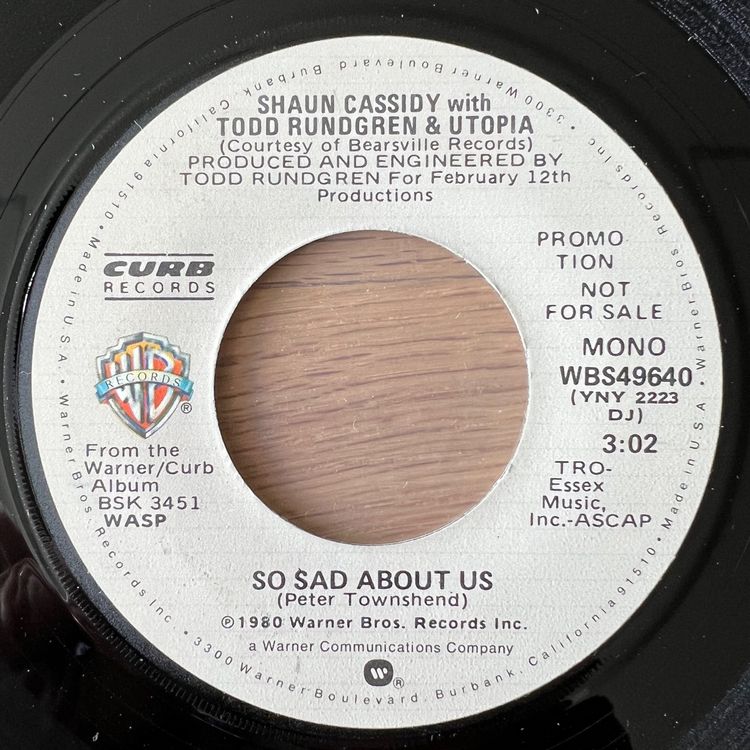 SHAUN CASSIDY with
TODD RUNDGREN & UTOPIA
(Courtesy of Bearsville Records)
PRODUCED AND ENGINEERED BY
TODD RUNDGREN For February 12th
Productions
CURB
RECORDS
WB
RECORDS
®
From the
Warner/Curb
Album
BSK 3451
WASP
PROMO
TION
NOT
FOR SALE
MONO
WBS49640
(YNY 2223
DJ)
3:02
TRO-
Essex
Music,
Inc.-ASCAP
SO SAD ABOUT US
(Peter Townshend)
℗1980 Warner Bros. Records Inc.
a Warner Communications Company
W®
Made in U.S.A. • Warner Bros. Records Inc. • 3300 Warner Boulevard, Burbank, California 91510 • Made in U.S.A. • Warner Bros. Records Inc. • 3300 Warner Boulevard, Burbank, California 91510 •